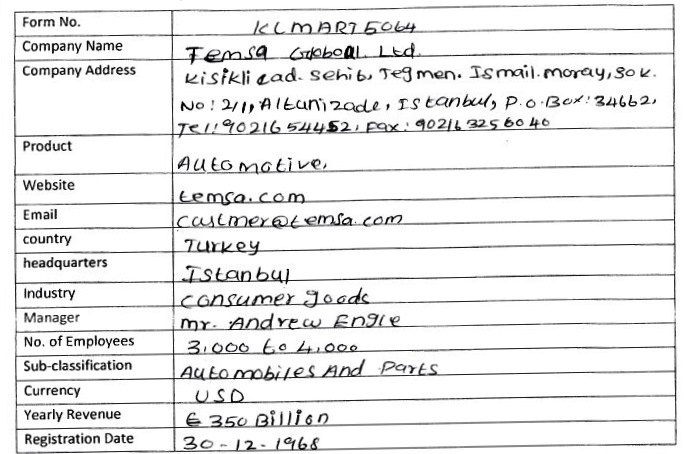 Form No. KLMART5064
Company Name Temsa Groboal Ltd.
Company Address Kisikli cad. Sehib, Tegmen. Ismail. moray, Sok.
No: 2/1, Altunizade, Istanbul, P.O.Box: 34662,
Tel: 9021654452, Fax: 902163256040
Product Automative,
Website temsa.com
Email custmer@temsa.com
country Turkey
headquarters Istanbul
Industry consumer goods
Manager mr. Andrew Engle
No. of Employees 3,000 to 4,000
Sub-classification Automobiles And Parts
Currency USD
Yearly Revenue € 350 Billion
Registration Date 30-12-1968